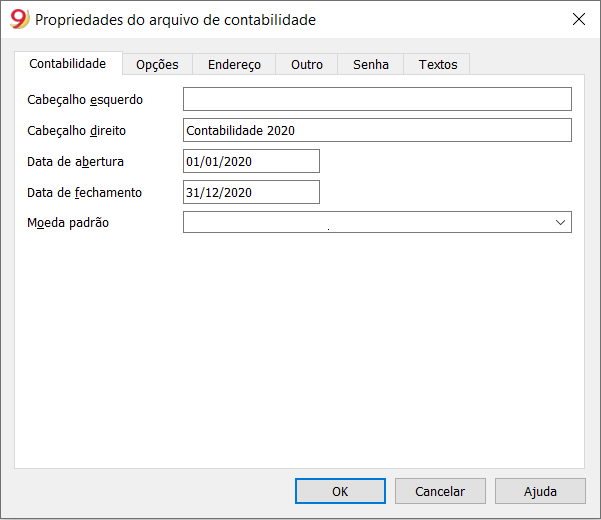 9 Propriedades do arquivo de contabilidade
Contabilidade Opções Endereço Outro Senha Textos
Cabeçalho esquerdo
Cabeçalho direito Contabilidade 2020
Data de abertura 01/01/2020
Data de fechamento 31/12/2020
Moeda padrão
OK Cancelar Ajuda